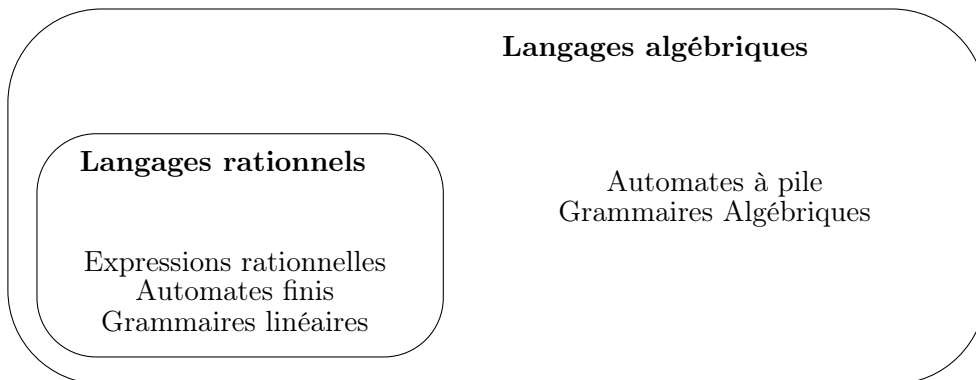 Langages algébriques
Langages rationnels
Automates à pile
Grammaires Algébriques
Expressions rationnelles
Automates finis
Grammaires linéaires